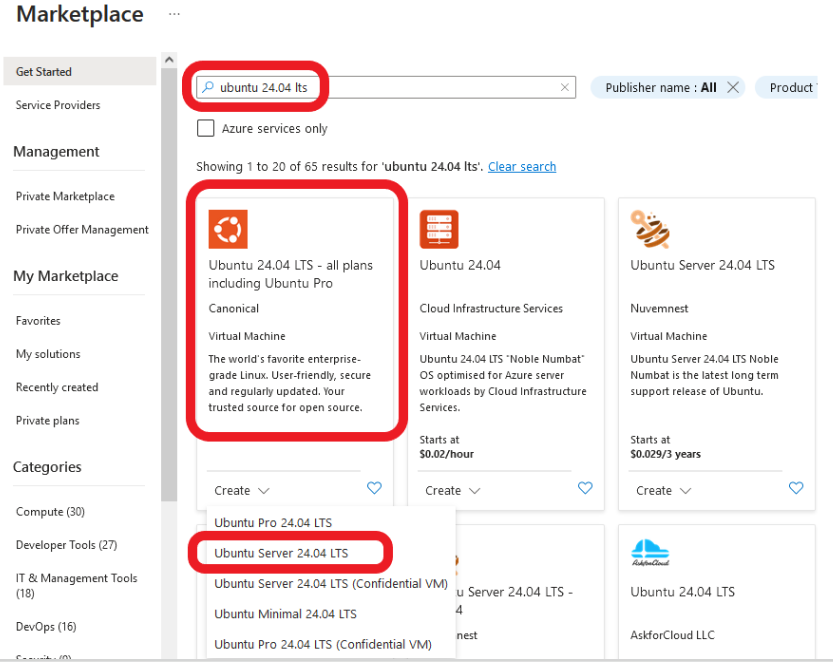 Marketplace ...
Get Started
Service Providers
Management
Private Marketplace
Private Offer Management
My Marketplace
Favorites
My solutions
Recently created
Private plans
Categories
Compute (30)
Developer Tools (27)
IT & Management Tools
(18)
DevOps (16)
Security (9)
ubuntu 24.04 lts
Publisher name : All
Product
Azure services only
Showing 1 to 20 of 65 results for 'ubuntu 24.04 lts'. Clear search
Ubuntu 24.04 LTS - all plans
including Ubuntu Pro
Canonical
Virtual Machine
The world's favorite enterprise-
grade Linux. User-friendly, secure
and regularly updated. Your
trusted source for open source.
Create
Ubuntu Pro 24.04 LTS
Ubuntu Server 24.04 LTS
Ubuntu Server 24.04 LTS (Confidential VM)
Ubuntu Minimal 24.04 LTS
Ubuntu Pro 24.04 LTS (Confidential VM)
Ubuntu 24.04
Cloud Infrastructure Services
Virtual Machine
Ubuntu 24.04 LTS "Noble Numbat"
OS optimised for Azure server
workloads by Cloud Infrastructure
Services.
Starts at
$0.02/hour
Create
Ubuntu Server 24.04 LTS
Nuvemnest
Virtual Machine
Ubuntu Server 24.04 LTS Noble
Numbat is the latest long term
support release of Ubuntu.
Starts at
$0.029/3 years
Create
u Server 24.04 LTS -
4
nest
AskforCloud
Ubuntu 24.04 LTS
AskforCloud LLC